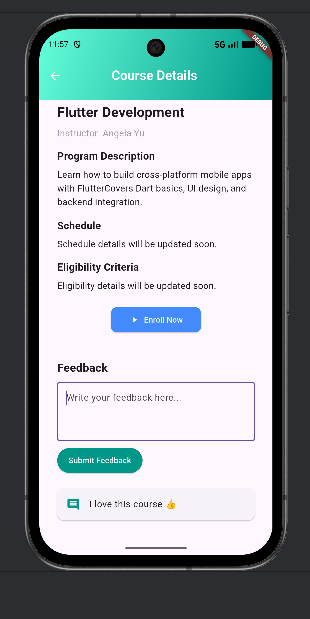 11:57
5G
DEBUG
Course Details
Flutter Development
Instructor: Angela Yu
Program Description
Learn how to build cross-platform mobile apps
with FlutterCovers Dart basics, UI design, and
backend integration.
Schedule
Schedule details will be updated soon.
Eligibility Criteria
Eligibility details will be updated soon.
Enroll Now
Feedback
Write your feedback here...
Submit Feedback
I love this course 👍